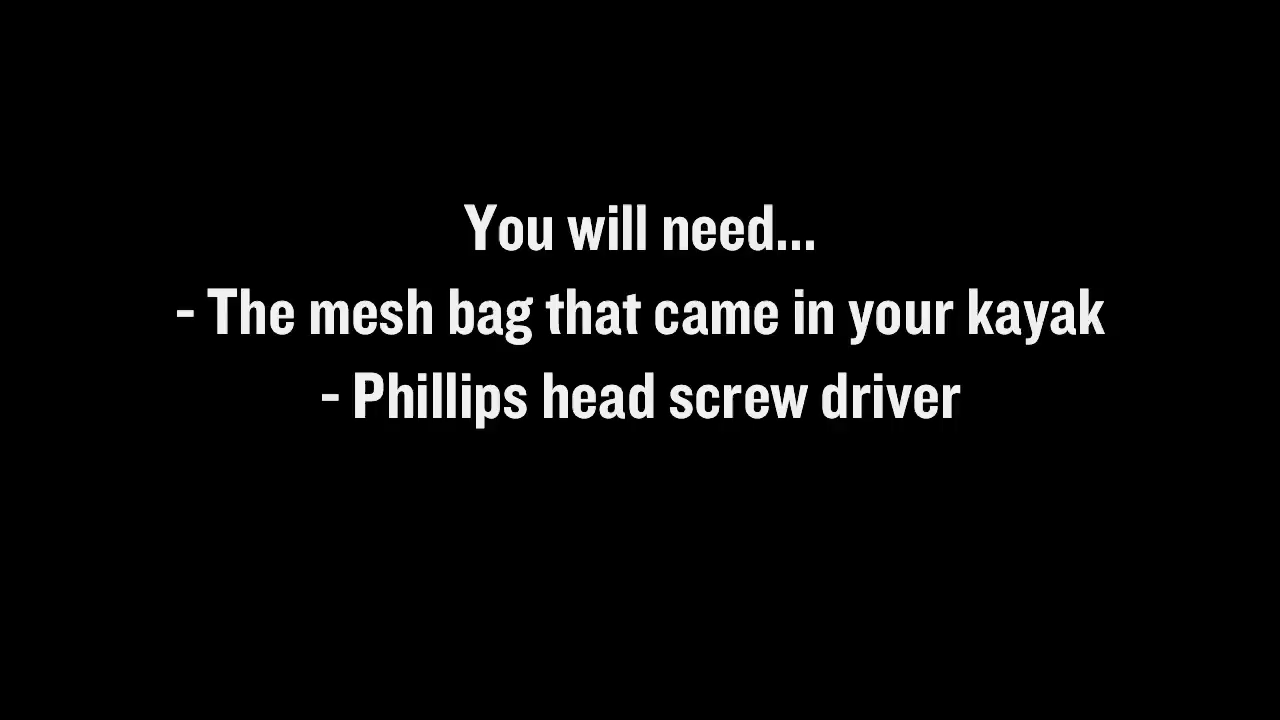 You will need...
- The mesh bag that came in your kayak
- Phillips head screw driver